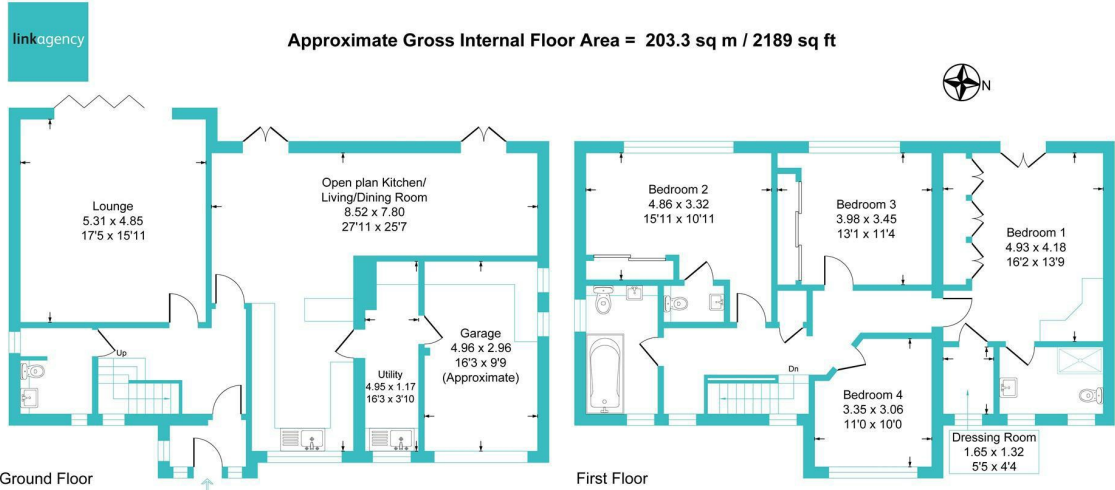 linkagency
Approximate Gross Internal Floor Area = 203.3 sq m / 2189 sq ft
N
Lounge
5.31 x 4.85
17'5 x 15'11
Open plan Kitchen/
Living/Dining Room
8.52 x 7.80
27'11 x 25'7
Up
Utility
4.95 x 1.17
16'3 x 3'10
Garage
4.96 x 2.96
16'3 x 9'9
(Approximate)
Ground Floor
Bedroom 2
4.86 x 3.32
15'11 x 10'11
Bedroom 3
3.98 x 3.45
13'1 x 11'4
Bedroom 1
4.93 x 4.18
16'2 x 13'9
Dn
Bedroom 4
3.35 x 3.06
11'0 x 10'0
Dressing Room
1.65 x 1.32
5'5 x 4'4
First Floor